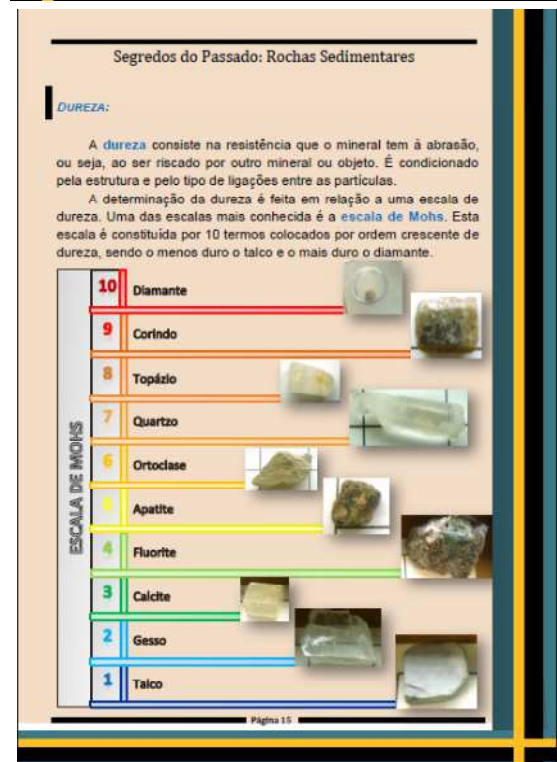 Segredos do Passado: Rochas Sedimentares
DUREZA:
A dureza consiste na resistência que o mineral tem à abrasão,
ou seja, ao ser riscado por outro mineral ou objeto. É condicionado
pela estrutura e pelo tipo de ligações entre as partículas.
A determinação da dureza é feita em relação a uma escala de
dureza. Uma das escalas mais conhecida é a escala de Mohs. Esta
escala é constituída por 10 termos colocados por ordem crescente de
dureza, sendo o menos duro o talco e o mais duro o diamante.
ESCALA DE MOHS
10 Diamante
9 Corindo
8 Topázio
7 Quartzo
6 Ortoclase
5 Apatite
4 Fluorite
3 Calcite
2 Gesso
1 Talco
Página 15